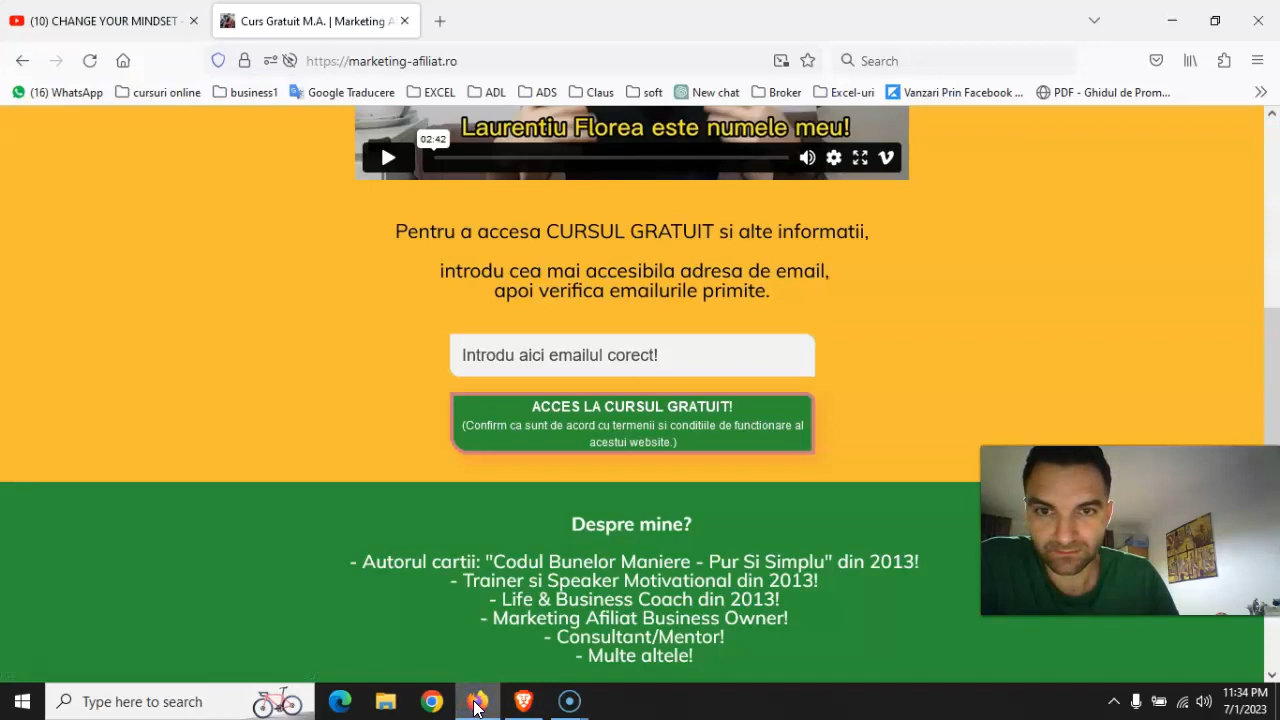 (10) CHANGE YOUR MINDSET -
Curs Gratuit M.A. | Marketing A
https://marketing-afiliat.ro
Search
(16) WhatsApp
cursuri online
business1
Google Traducere
EXCEL
ADL
ADS
Claus
soft
New chat
Broker
Excel-uri
Vanzari Prin Facebook ...
PDF - Ghidul de Prom...
Laurentiu Florea este numele meu!
02:42
Pentru a accesa CURSUL GRATUIT si alte informatii,
introdu cea mai accesibila adresa de email,
apoi verifica emailurile primite.
Introdu aici emailul corect!
ACCES LA CURSUL GRATUIT!
(Confirm ca sunt de acord cu termenii si conditiile de functionare al
acestui website.)
Despre mine?
- Autorul cartii: "Codul Bunelor Maniere - Pur Si Simplu" din 2013!
- Trainer si Speaker Motivational din 2013!
- Life & Business Coach din 2013!
- Marketing Afiliat Business Owner!
- Consultant/Mentor!
- Multe altele!
Type here to search
11:34 PM
7/1/2023